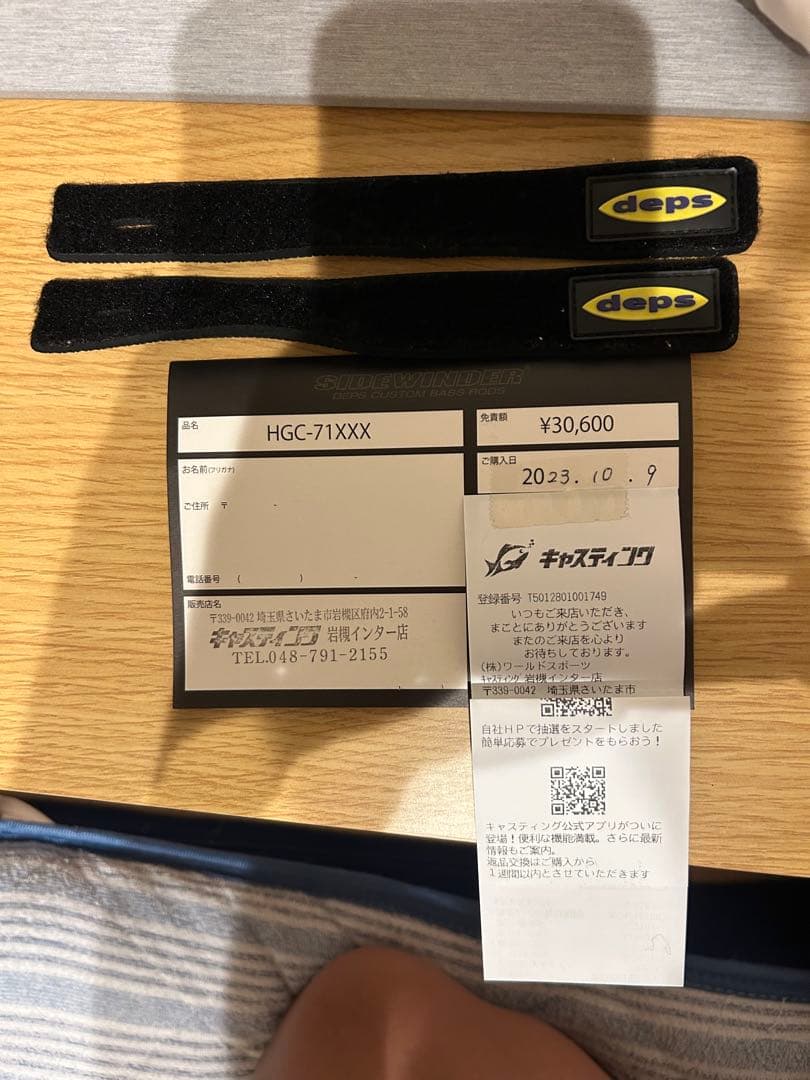 deps
deps
SIDEWINDER
DEPS CUSTOM BASS RODS
品名
HGC-71XXX
免責額
¥30,600
お名前(フリガナ)
ご購入日
2023.10.9
ご住所 〒 -
電話番号 ( ) -
販売店名
〒339-0042 埼玉県さいたま市岩槻区府内2-1-58
キャスティング 岩槻インター店
TEL.048-791-2155
キャスティング
登録番号 T5012801001749
いつもご来店いただき、
まことにありがとうございます
またのご来店を心より
お待ちしております。
(株)ワールドスポーツ
キャスティング 岩槻インター店
〒339-0042 埼玉県さいたま市
自社HPで抽選をスタートしました
簡単応募でプレゼントをもらおう!
キャスティング公式アプリがついに
登場!便利な機能満載。さらに最新
情報もご案内。
返品交換はご購入から
1週間以内とさせていただきます